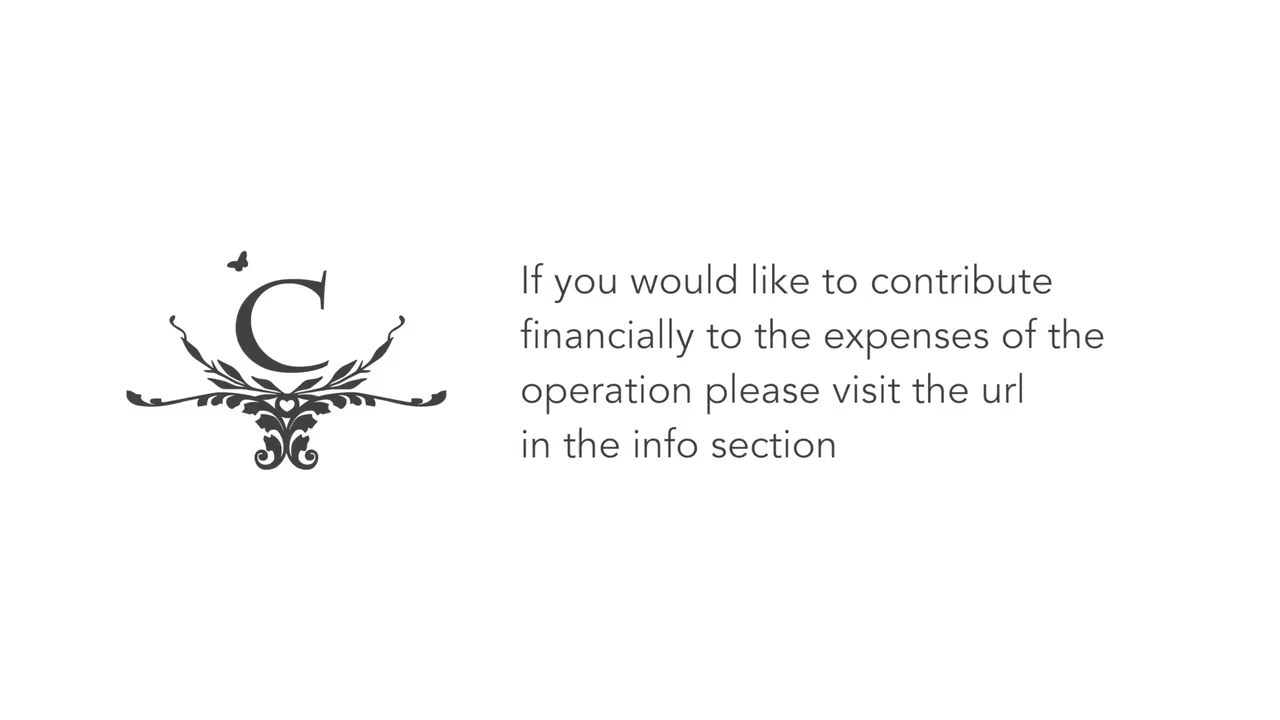 C
If you would like to contribute
financially to the expenses of the
operation please visit the url
in the info section